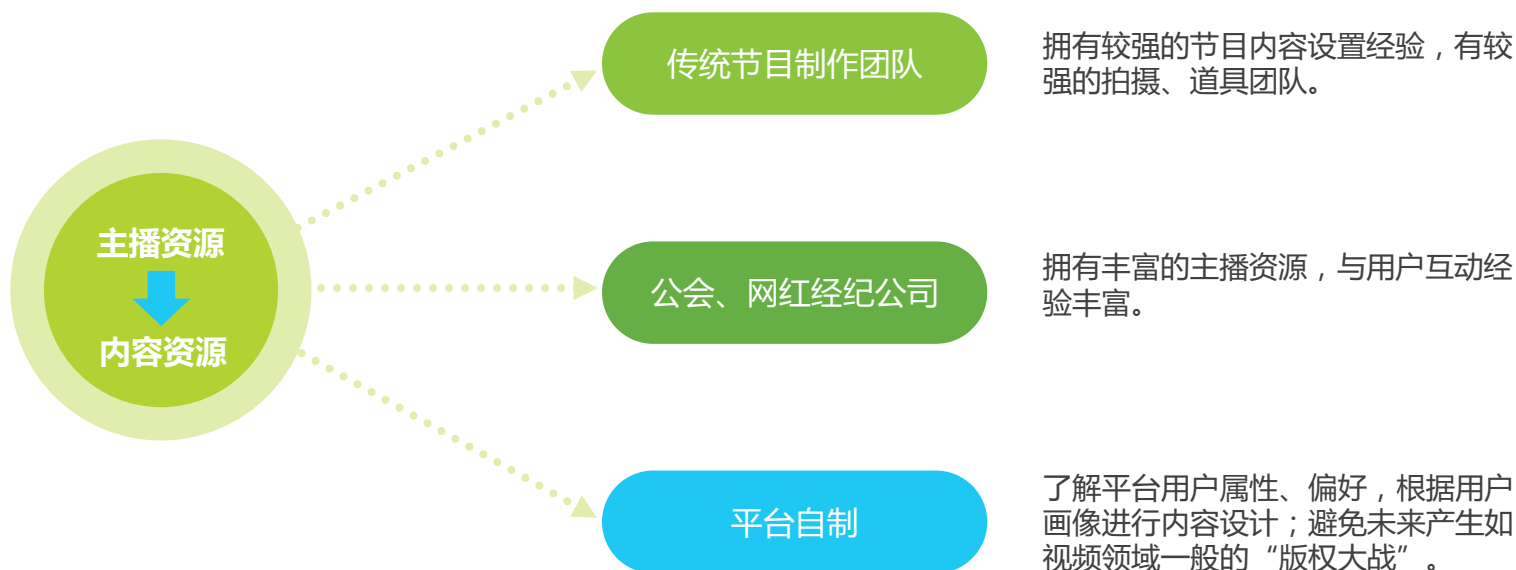 传统节目制作团队
拥有较强的节目内容设置经验，有较
强的拍摄、道具团队。
主播资源
内容资源
公会、网红经纪公司
拥有丰富的主播资源，与用户互动经
验丰富。
平台自制
了解平台用户属性、偏好，根据用户
画像进行内容设计；避免未来产生如
视频领域一般的“版权大战”。